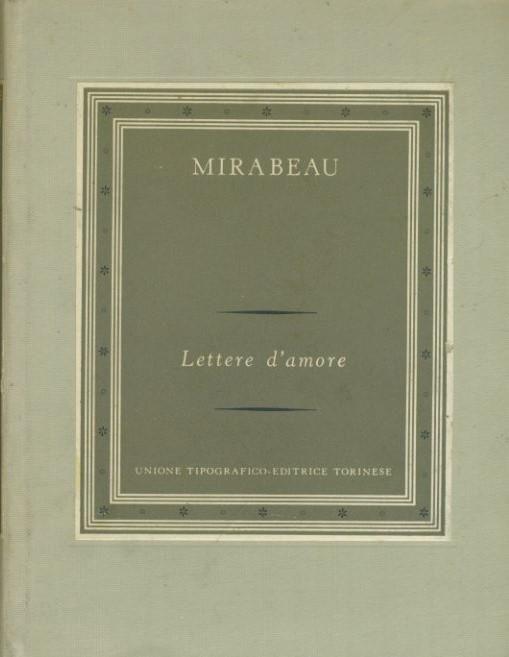 MIRABEAU
Lettere d'amore
UNIONE TIPOGRAFICO-EDITRICE TORINESE